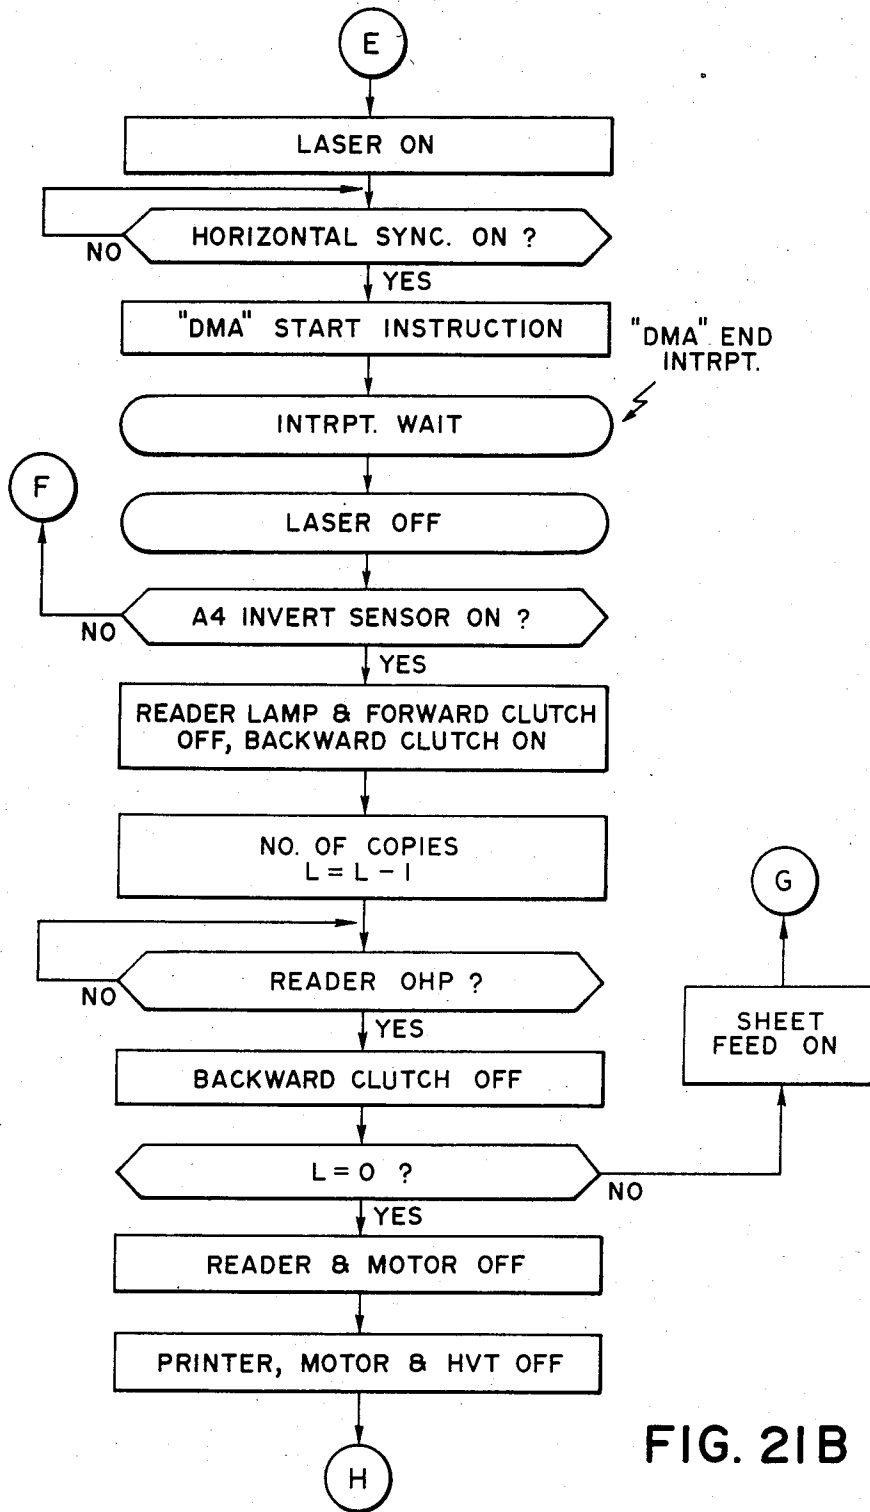 E
LASER ON
HORIZONTAL SYNC. ON ?
NO
YES
"DMA" START INSTRUCTION
"DMA" END
INTRPT.
INTRPT. WAIT
F
LASER OFF
A4 INVERT SENSOR ON ?
NO
YES
READER LAMP & FORWARD CLUTCH
OFF, BACKWARD CLUTCH ON
NO. OF COPIES
L = L - 1
G
READER OHP ?
NO
YES
SHEET
FEED ON
BACKWARD CLUTCH OFF
L = 0 ?
NO
YES
READER & MOTOR OFF
PRINTER, MOTOR & HVT OFF
H
FIG. 21B